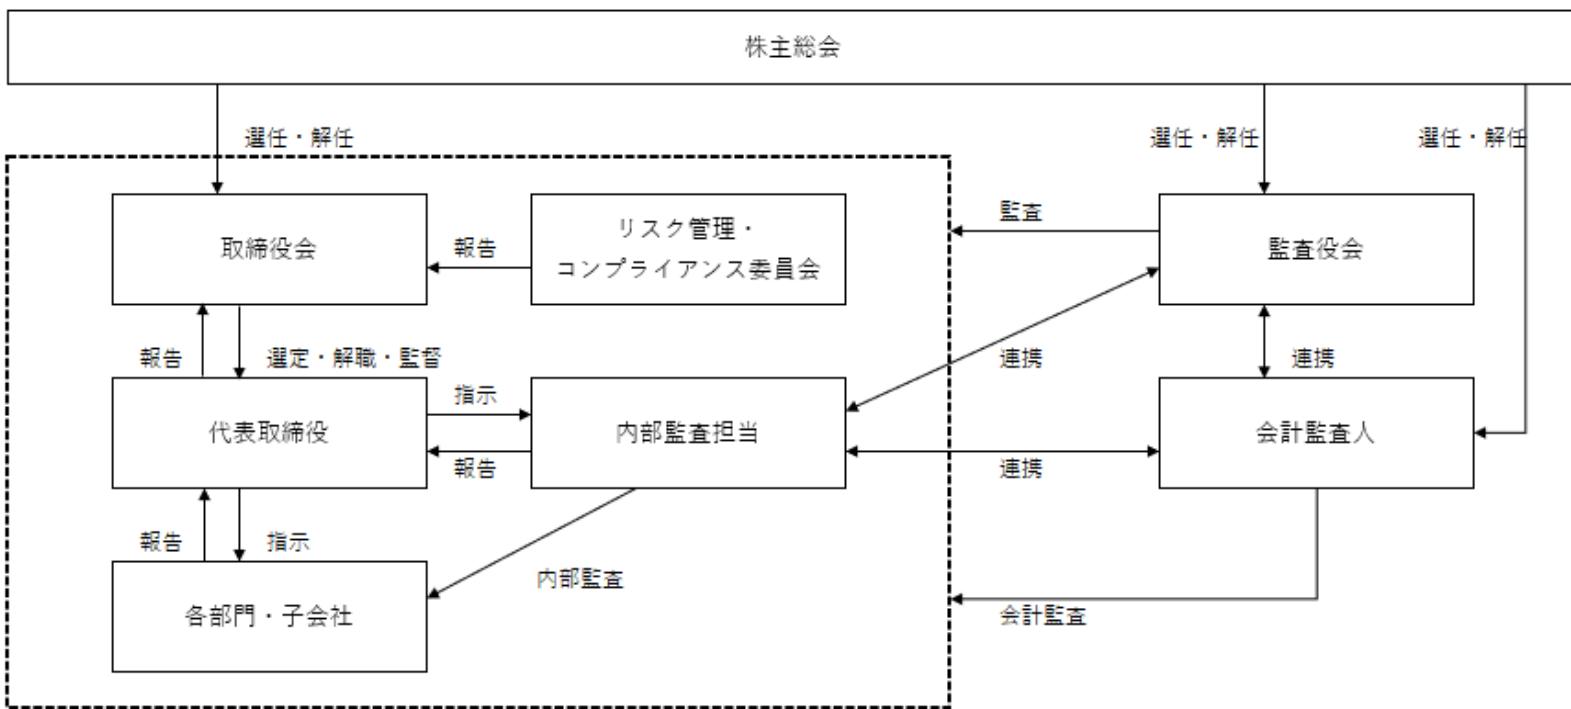 株主総会
選任・解任
選任・解任
選任・解任
取締役会
報告
リスク管理・
コンプライアンス委員会
監査
監査役会
報告
選定・解職・監督
連携
連携
代表取締役
指示
報告
内部監査担当
連携
会計監査人
報告
指示
内部監査
各部門・子会社
会計監査